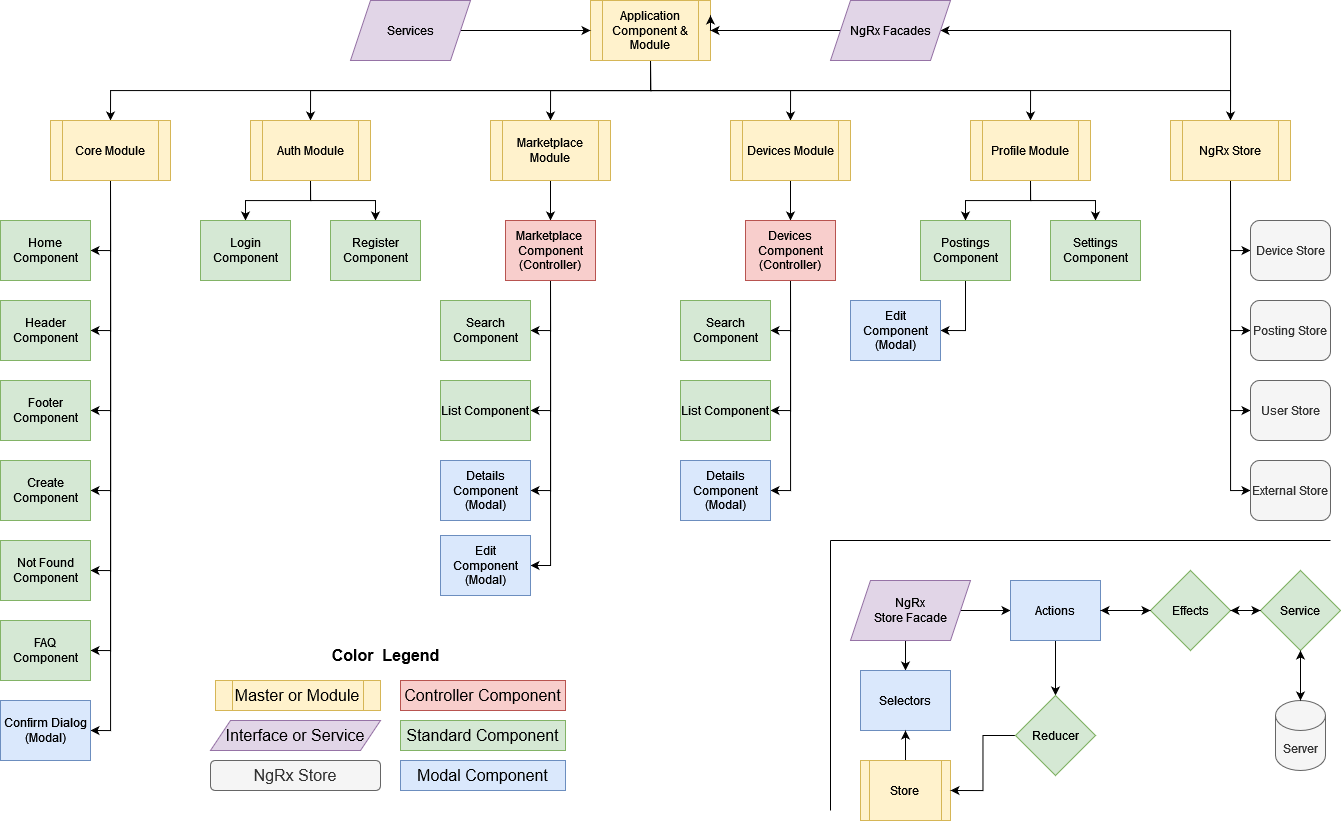 Services
Application
Component &
Module
NgRx Facades
Core Module
Auth Module
Marketplace
Module
Devices Module
Profile Module
NgRx Store
Home
Component
Login
Component
Register
Component
Marketplace
Component
(Controller)
Devices
Component
(Controller)
Postings
Component
Settings
Component
Device Store
Header
Component
Search
Component
Search
Component
Edit
Component
(Modal)
Posting Store
Footer
Component
List Component
List Component
User Store
Create
Component
Details
Component
(Modal)
Details
Component
(Modal)
External Store
Not Found
Component
Edit
Component
(Modal)
FAQ
Component
Confirm Dialog
(Modal)
Color Legend
Master or Module
Controller Component
Interface or Service
Standard Component
NgRx Store
Modal Component
NgRx
Store Facade
Actions
Effects
Service
Selectors
Reducer
Server
Store